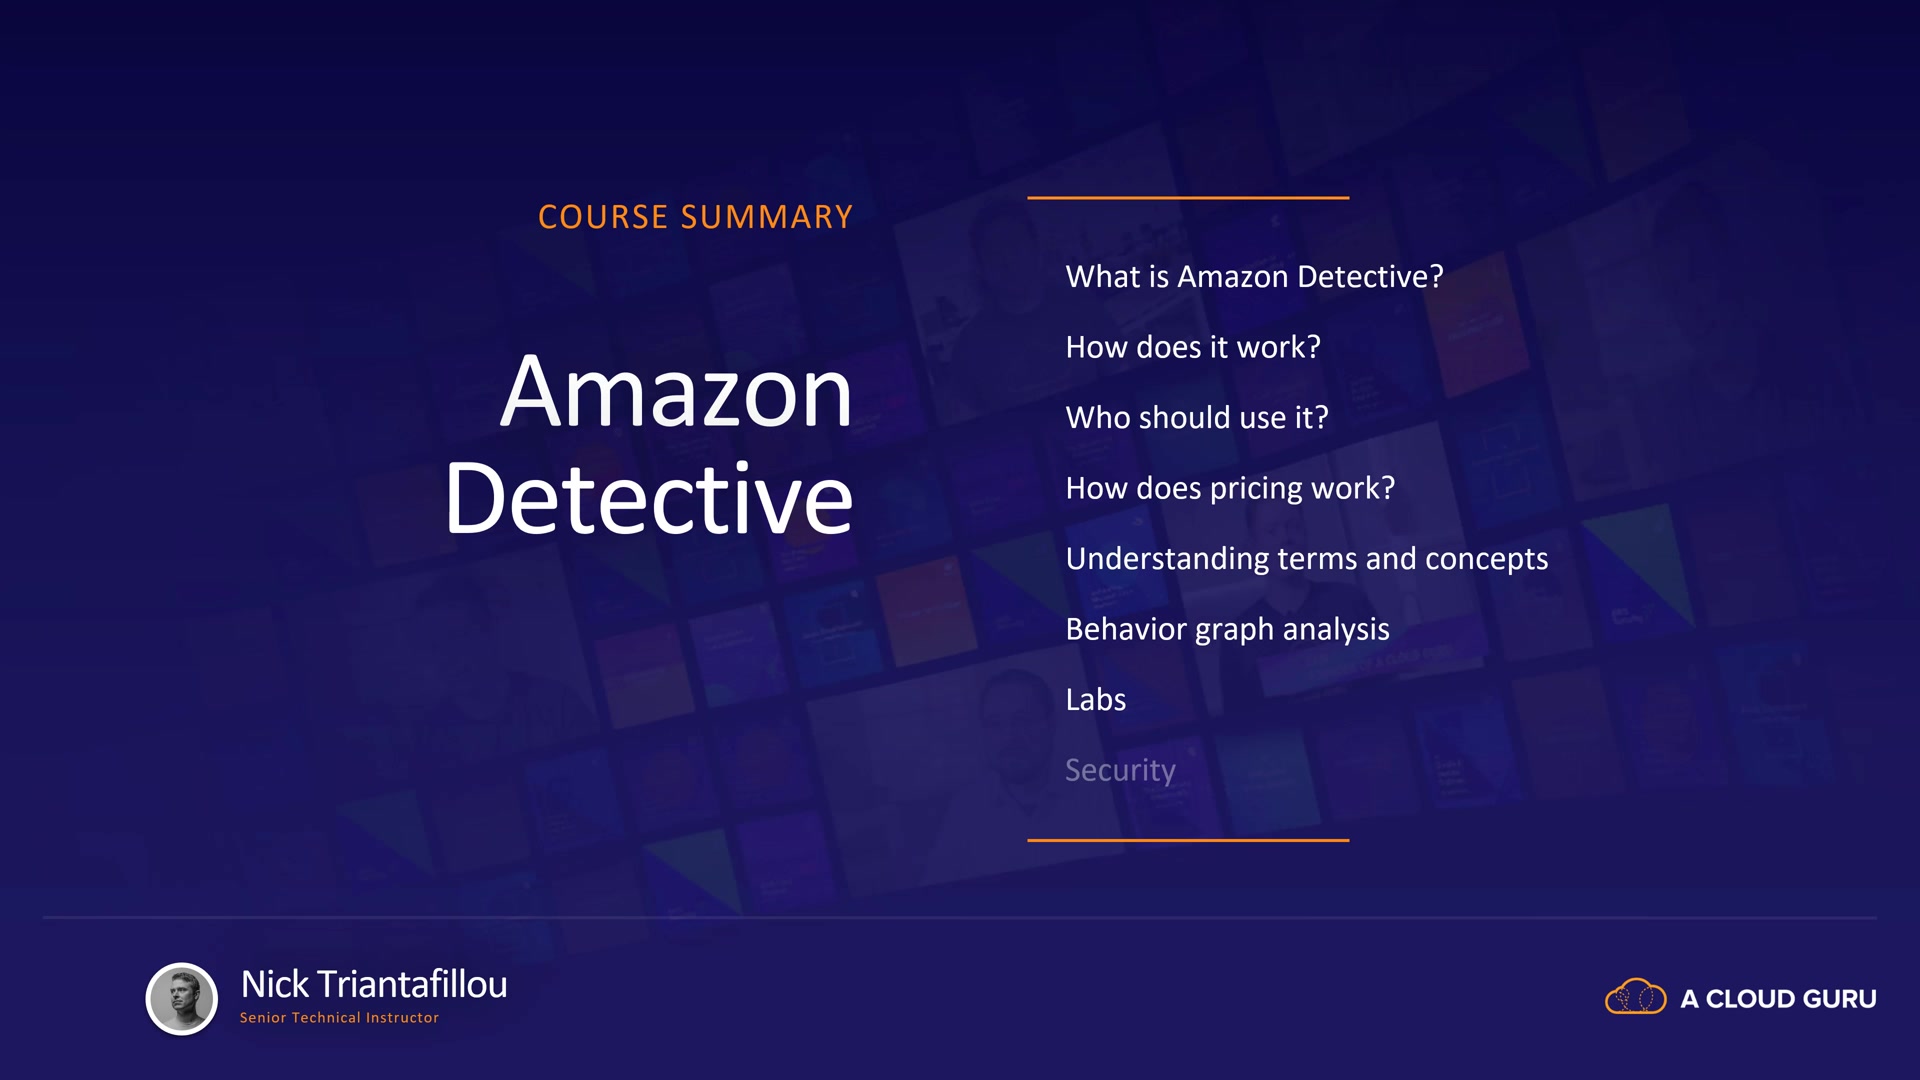 COURSE SUMMARY
Amazon
Detective
What is Amazon Detective?
How does it work?
Who should use it?
How does pricing work?
Understanding terms and concepts
Behavior graph analysis
Labs
Security
Nick Triantafillou
Senior Technical Instructor
A CLOUD GURU